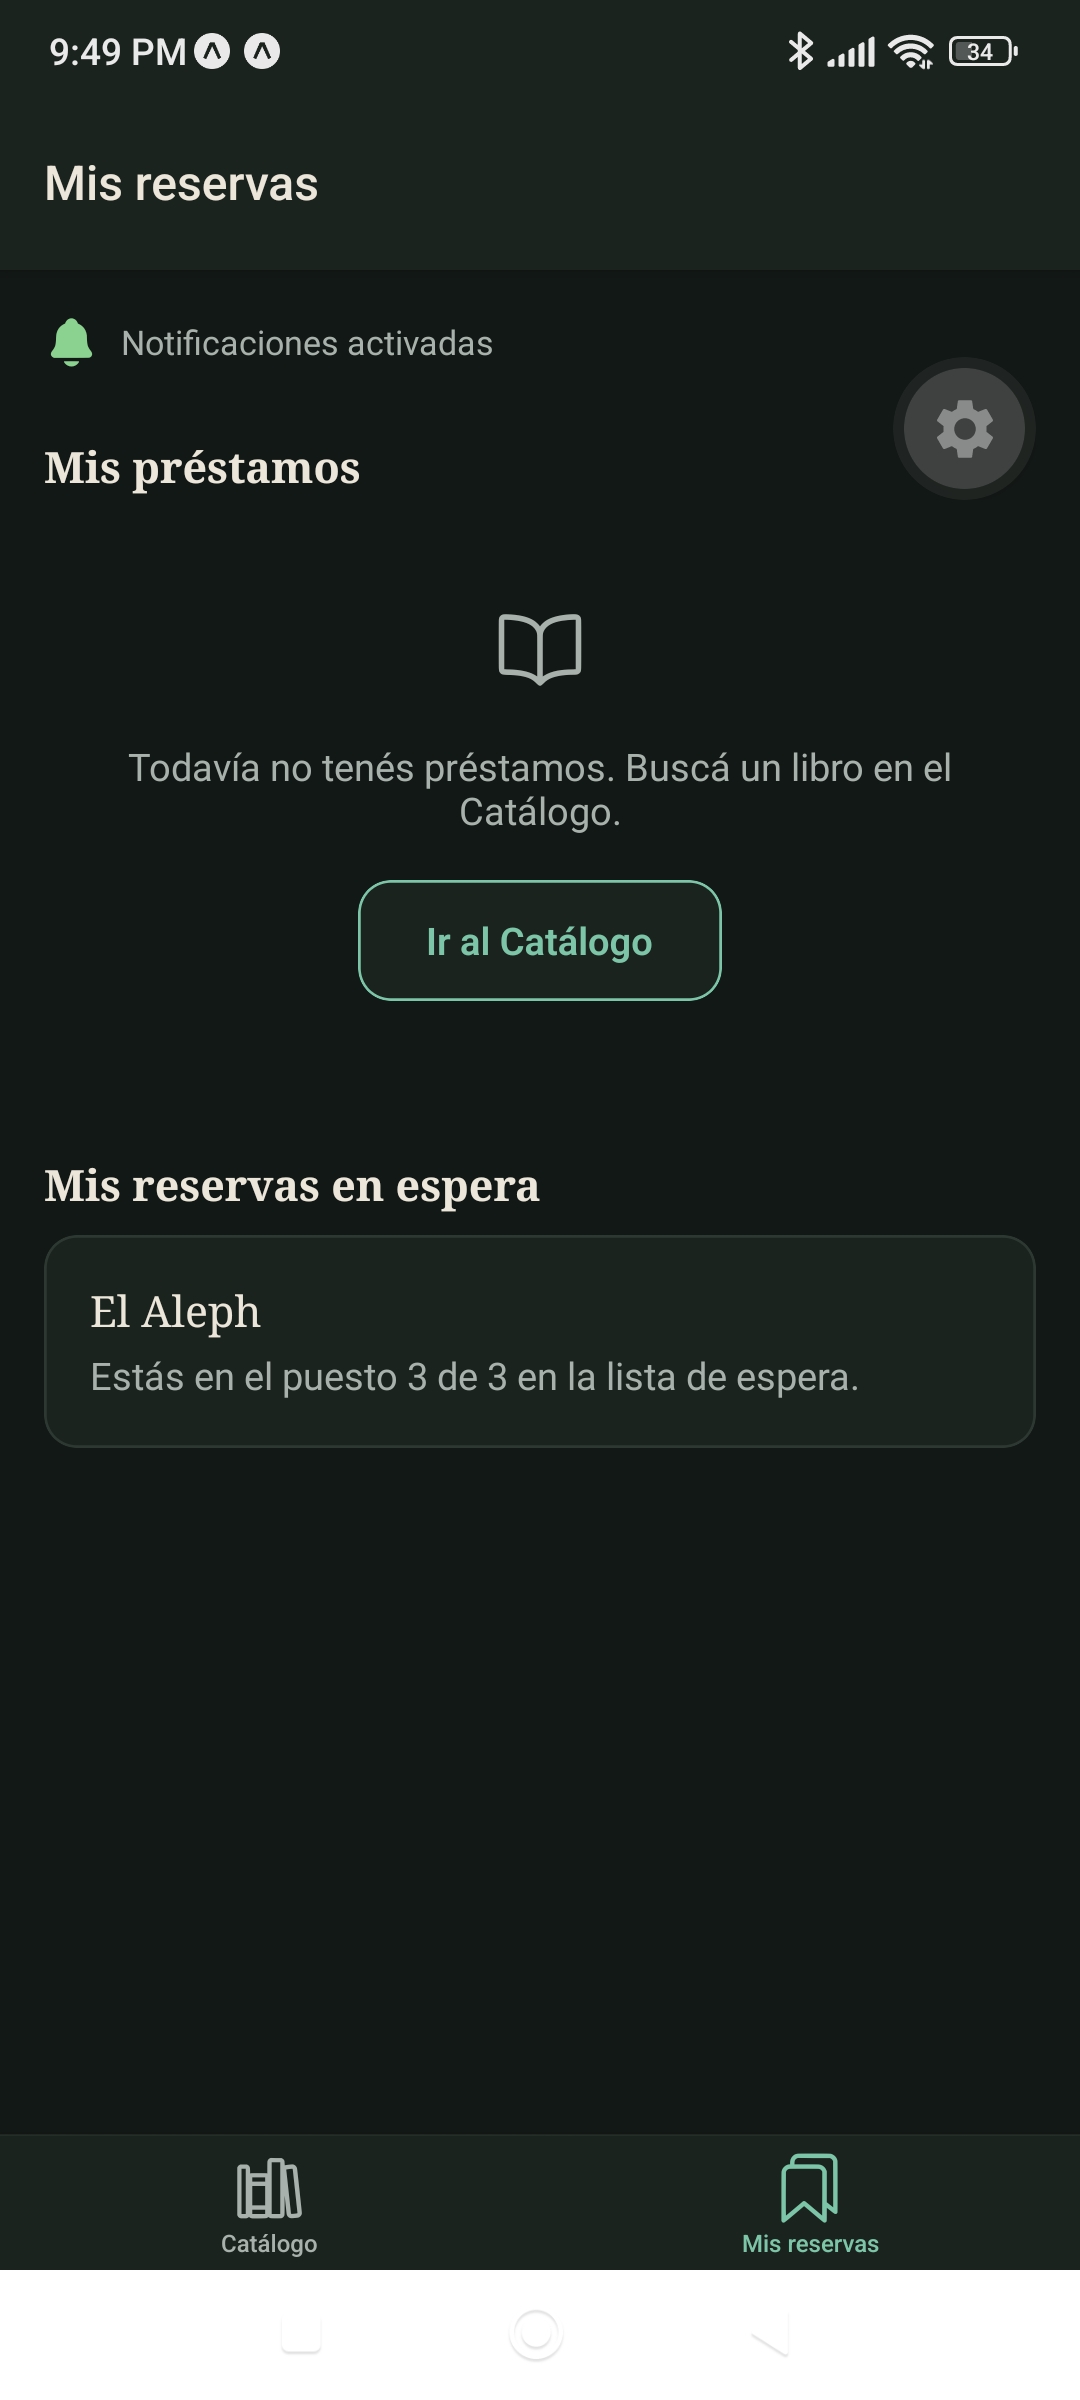 9:49 PM
34
Mis reservas
Notificaciones activadas
Mis préstamos
Todavía no tenés préstamos. Buscá un libro en el
Catálogo.
Ir al Catálogo
Mis reservas en espera
El Aleph
Estás en el puesto 3 de 3 en la lista de espera.
Catálogo
Mis reservas